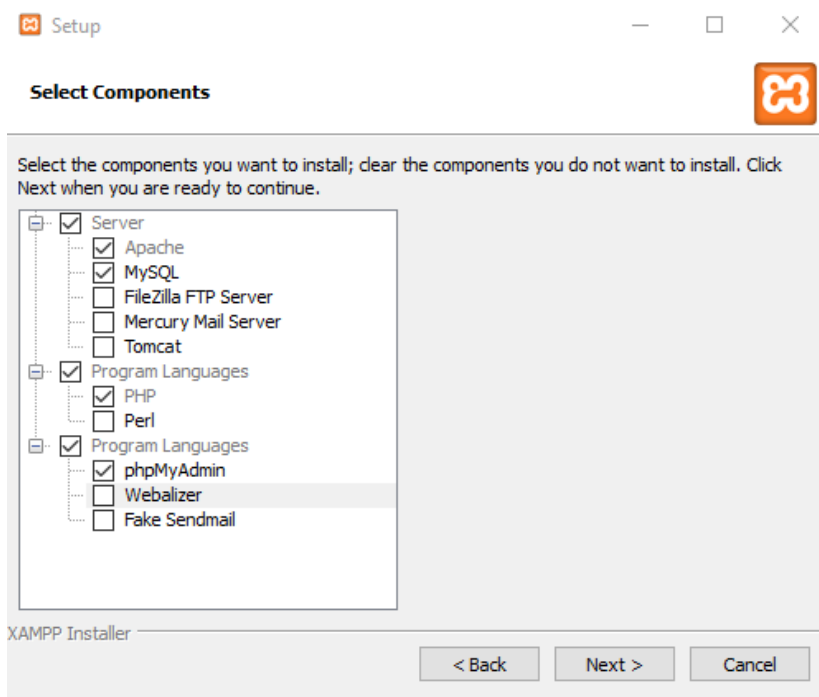 Setup
Select Components
Select the components you want to install; clear the components you do not want to install. Click
Next when you are ready to continue.
Server
Apache
MySQL
FileZilla FTP Server
Mercury Mail Server
Tomcat
Program Languages
PHP
Perl
Program Languages
phpMyAdmin
Webalizer
Fake Sendmail
XAMPP Installer
< Back
Next >
Cancel